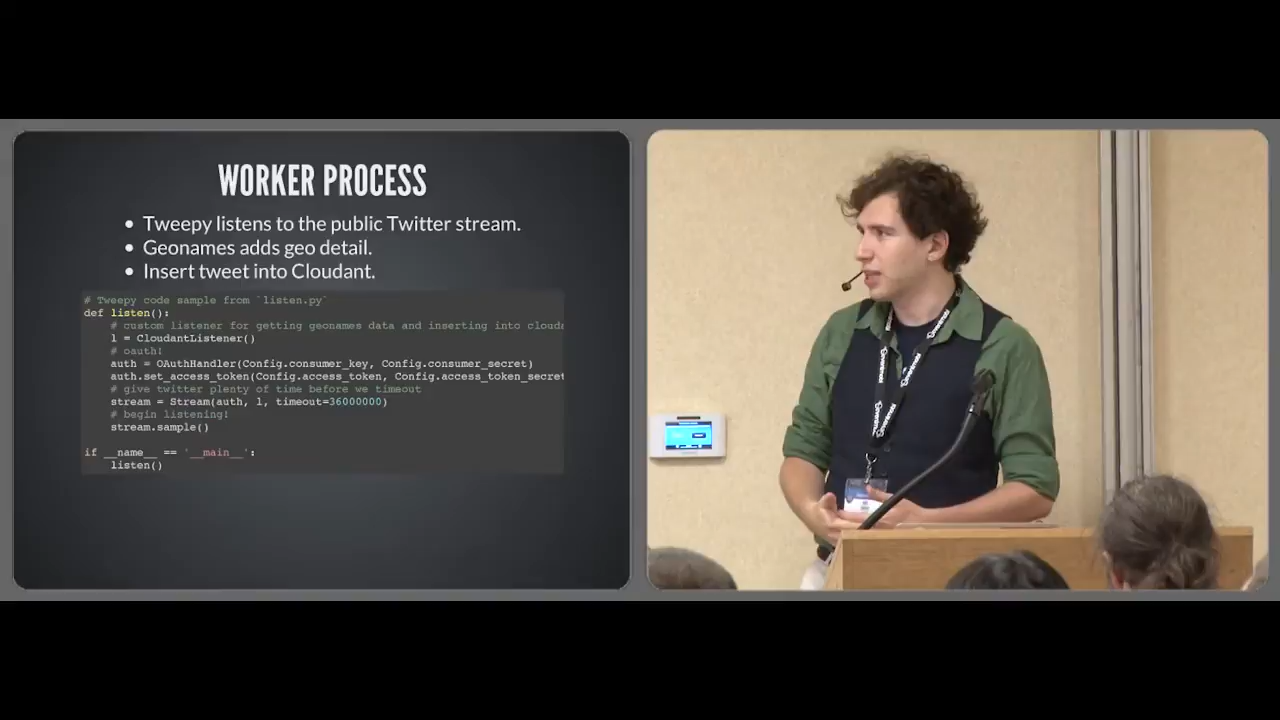 WORKER PROCESS
• Tweepy listens to the public Twitter stream.
• Geonames adds geo detail.
• Insert tweet into Cloudant.
# Tweepy code sample from `listen.py`
def listen():
    # custom listener for getting geonames data and inserting into clouda
    l = CloudantListener()
    # oauth!
    auth = OAuthHandler(Config.consumer_key, Config.consumer_secret)
    auth.set_access_token(Config.access_token, Config.access_token_secret
    # give twitter plenty of time before we timeout
    stream = Stream(auth, l, timeout=36000000)
    # begin listening!
    stream.sample()
if __name__ == '__main__':
    listen()